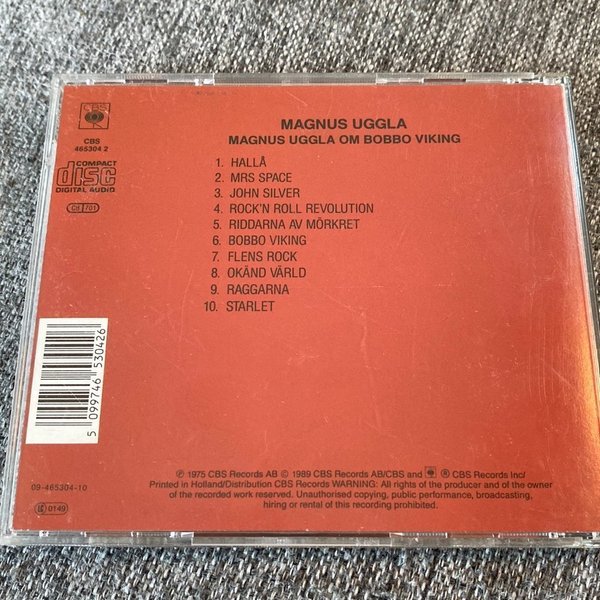 CBS
CBS
465304 2
COMPACT
disc
DIGITAL AUDIO
CB 701
MAGNUS UGGLA
MAGNUS UGGLA OM BOBBO VIKING
1. HALLÅ
2. MRS SPACE
3. JOHN SILVER
4. ROCK'N ROLL REVOLUTION
5. RIDDARNA AV MÖRKRET
6. BOBBO VIKING
7. FLENS ROCK
8. OKÄND VÄRLD
9. RAGGARNA
10. STARLET
5 099746 530426
09-465304-10
LC 0149
℗ 1975 CBS Records AB © 1989 CBS Records AB/CBS and ® CBS Records Inc/
Printed in Holland/Distribution CBS Records WARNING: All rights of the producer and of the owner
of the recorded work reserved. Unauthorised copying, public performance, broadcasting,
hiring or rental of this recording prohibited.